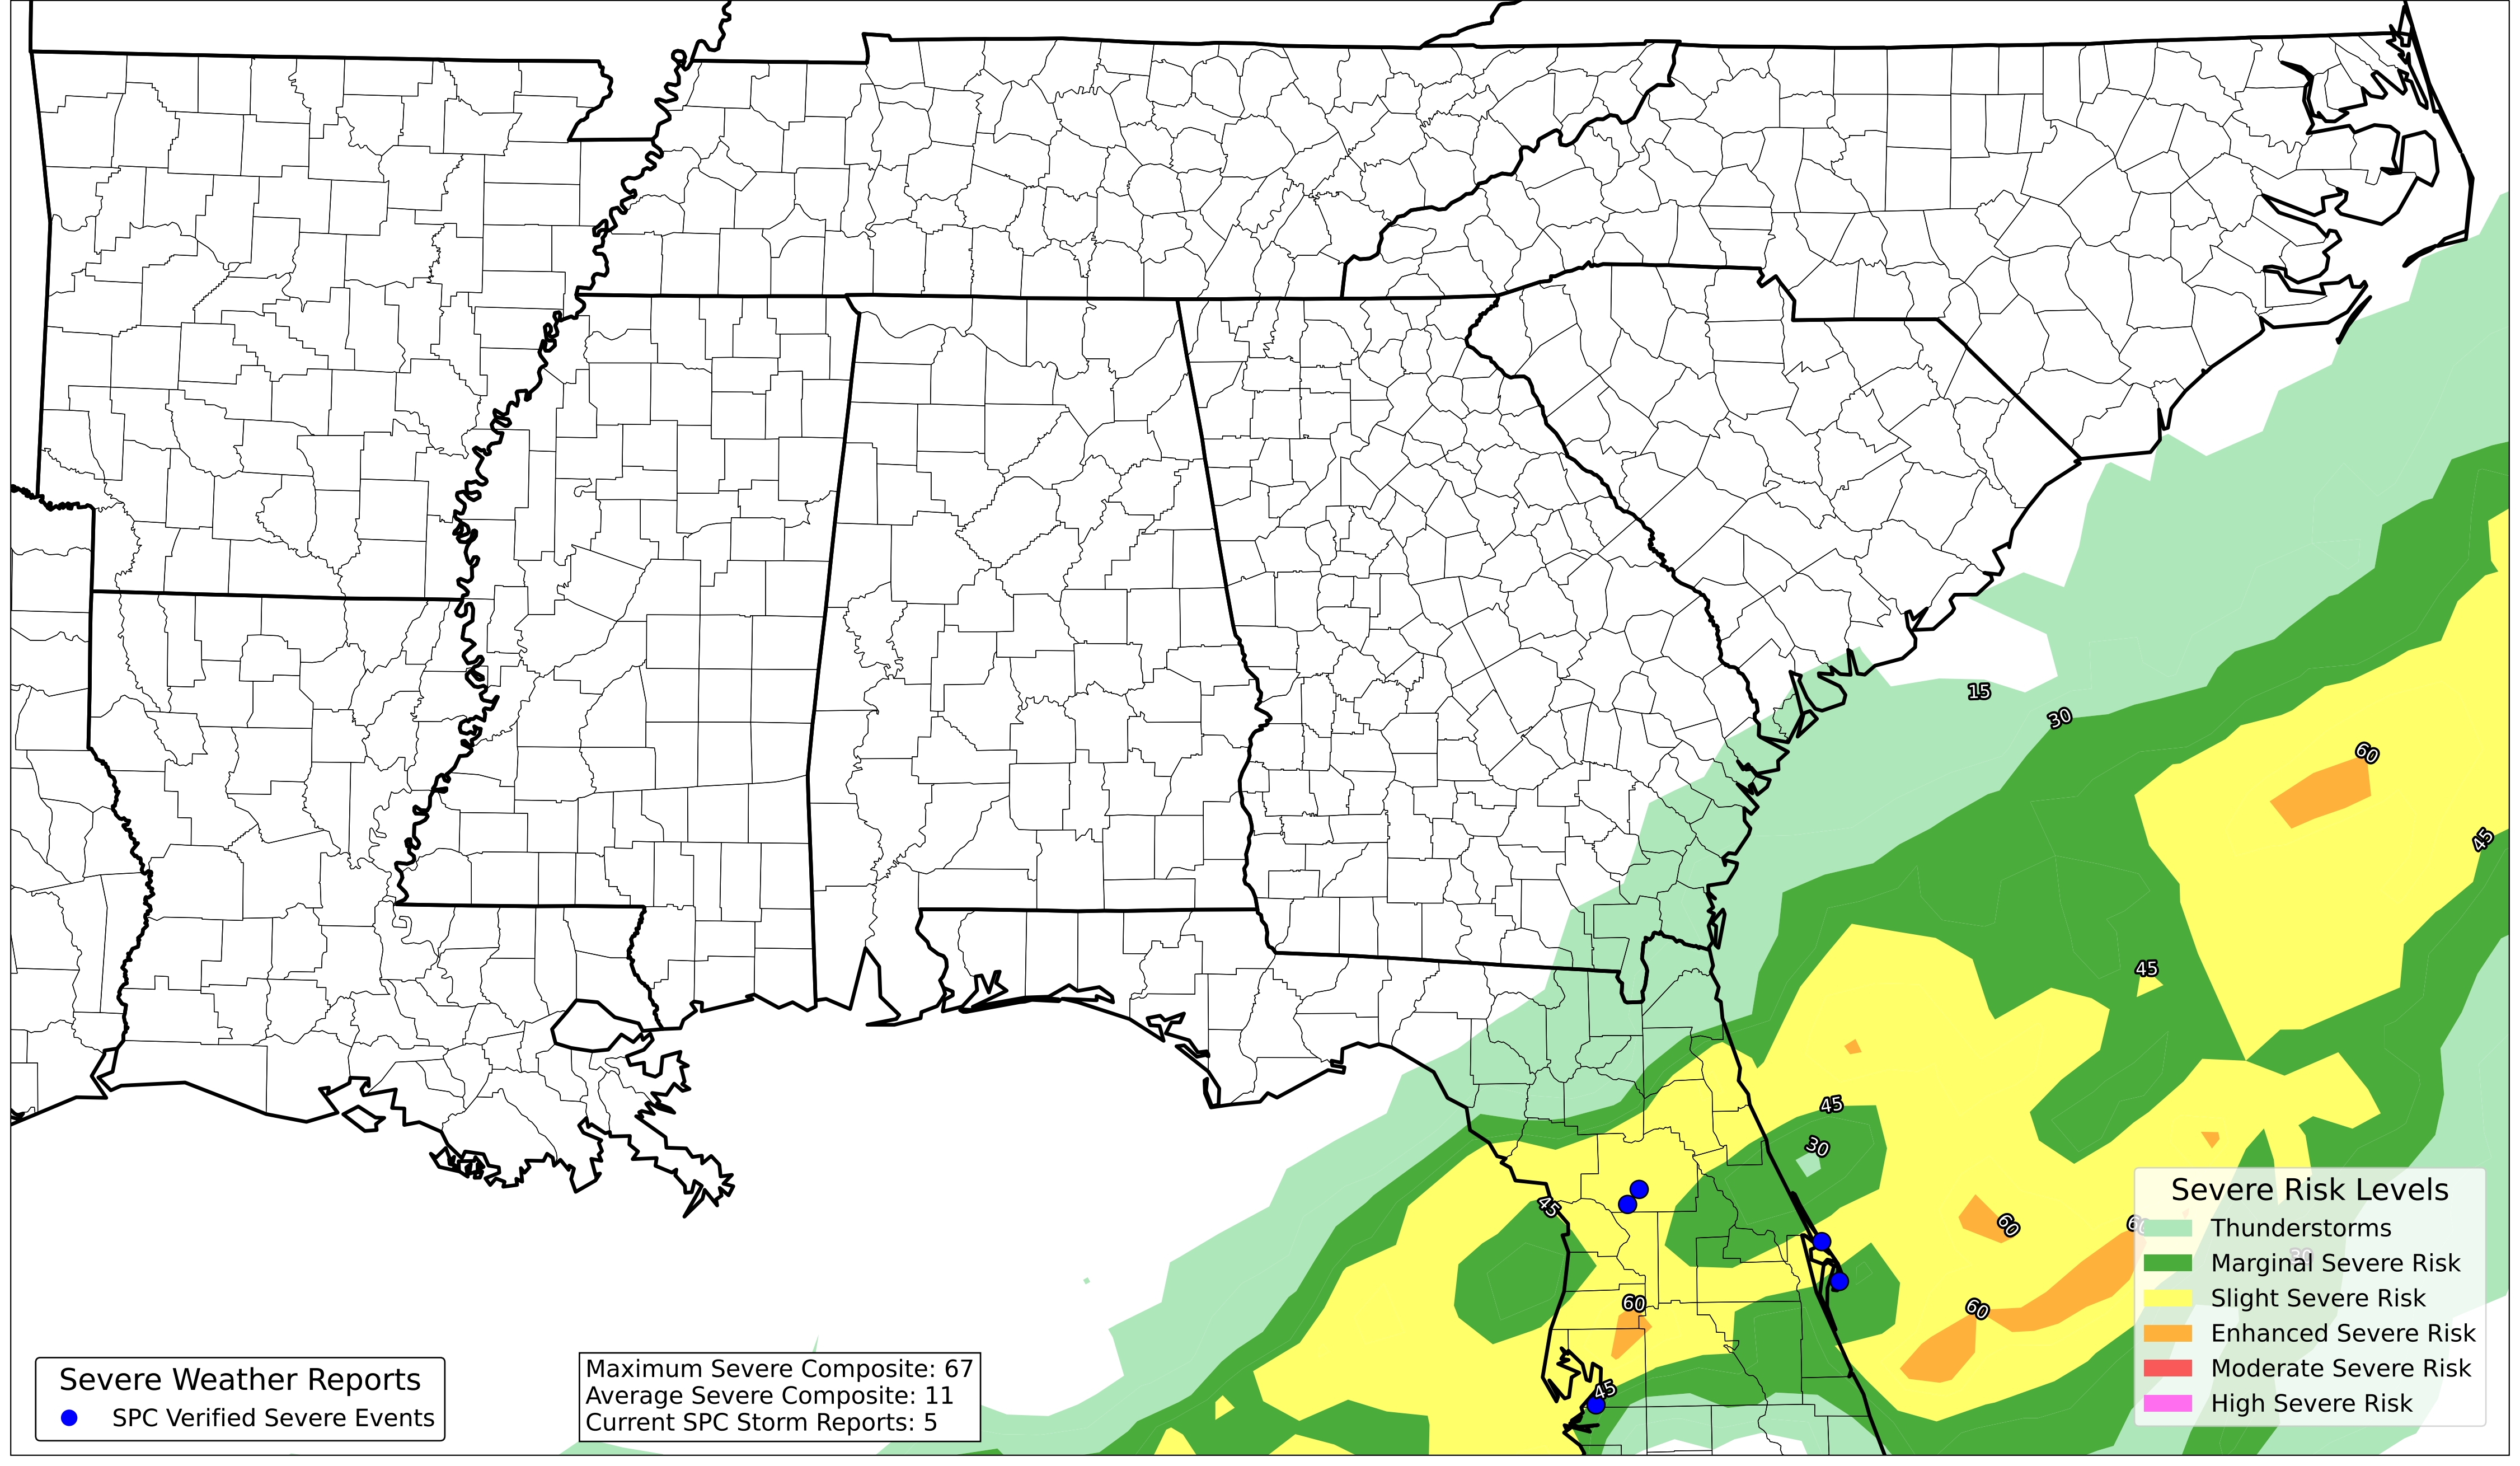 15
30
60
45
45
45
30
45
60
60
60
60
45
Severe Risk Levels
Thunderstorms
Marginal Severe Risk
Slight Severe Risk
Enhanced Severe Risk
Moderate Severe Risk
High Severe Risk
Severe Weather Reports
SPC Verified Severe Events
Maximum Severe Composite: 67
Average Severe Composite: 11
Current SPC Storm Reports: 5